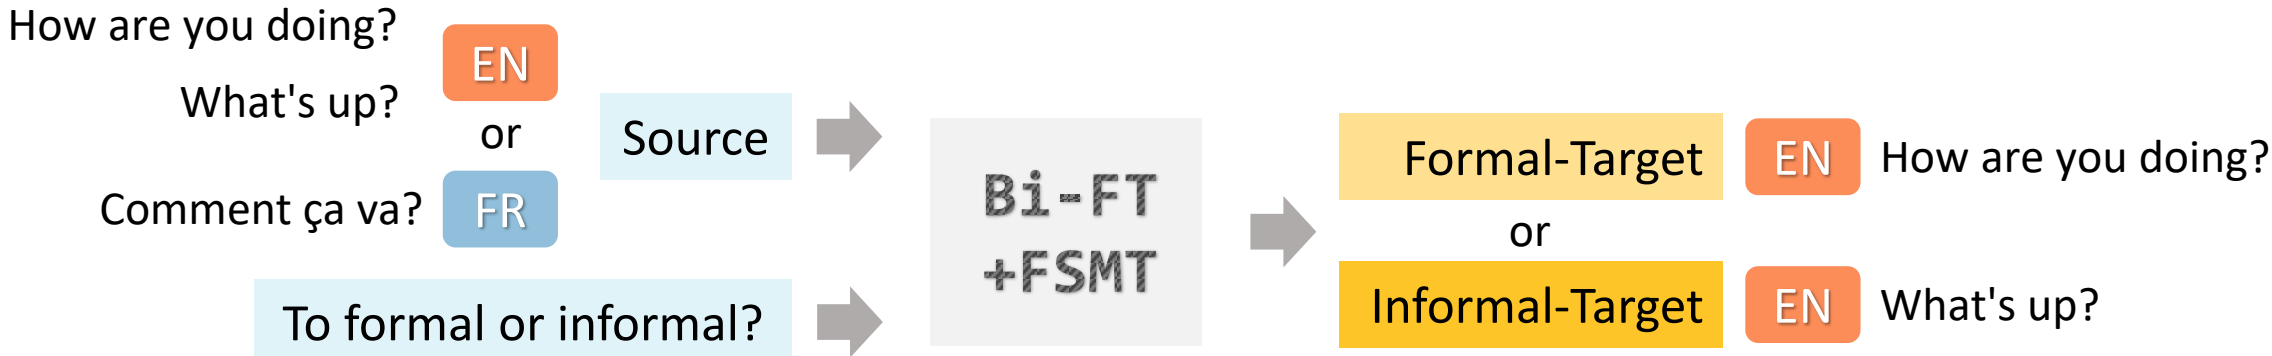 How are you doing?
What's up?
EN
or
Comment ça va?
FR
Source
To formal or informal?
Bi-FT
+FSMT
Formal-Target
EN
How are you doing?
or
Informal-Target
EN
What's up?